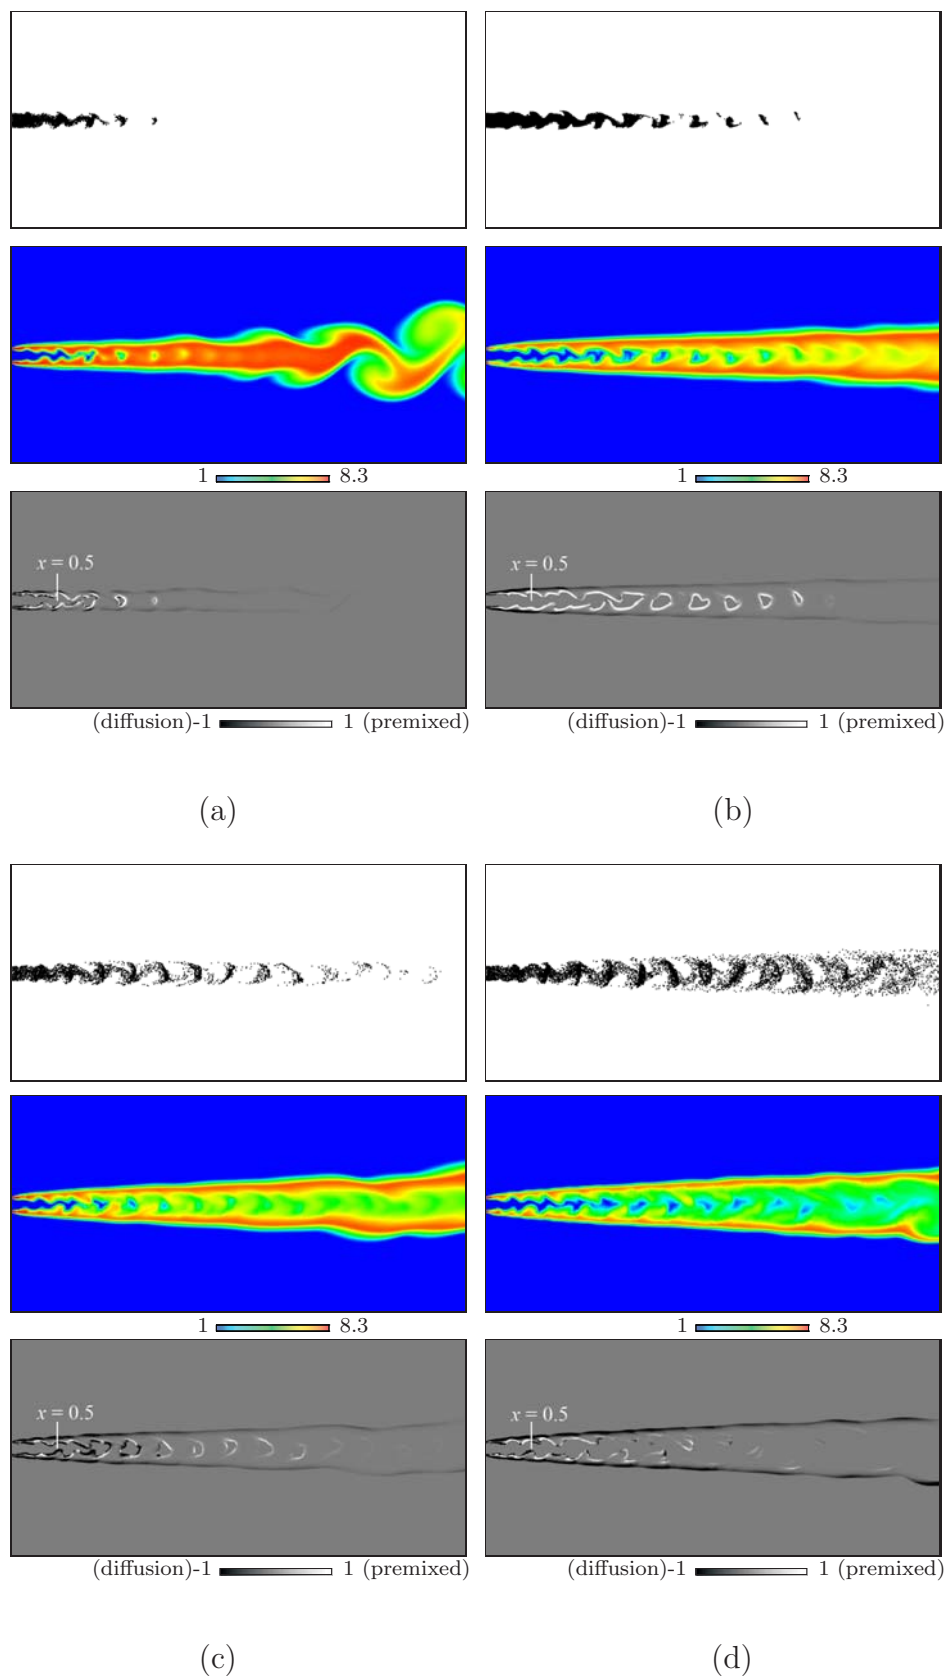 1 8.3 1 8.3
x = 0.5 x = 0.5
(diffusion)-1 1 (premixed) (diffusion)-1 1 (premixed)
(a) (b)
1 8.3 1 8.3
x = 0.5 x = 0.5
(diffusion)-1 1 (premixed) (diffusion)-1 1 (premixed)
(c) (d)